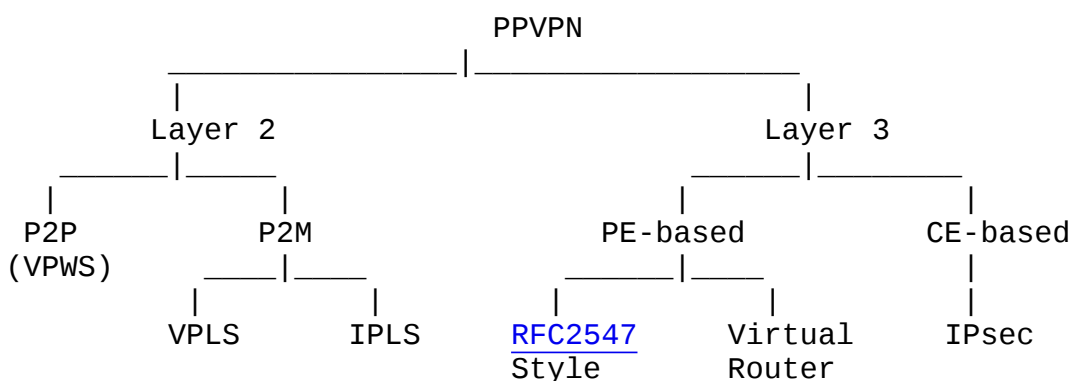 PPVPN
Layer 2 Layer 3
P2P P2M PE-based CE-based
(VPWS)
VPLS IPLS RFC2547 Virtual IPsec
Style Router